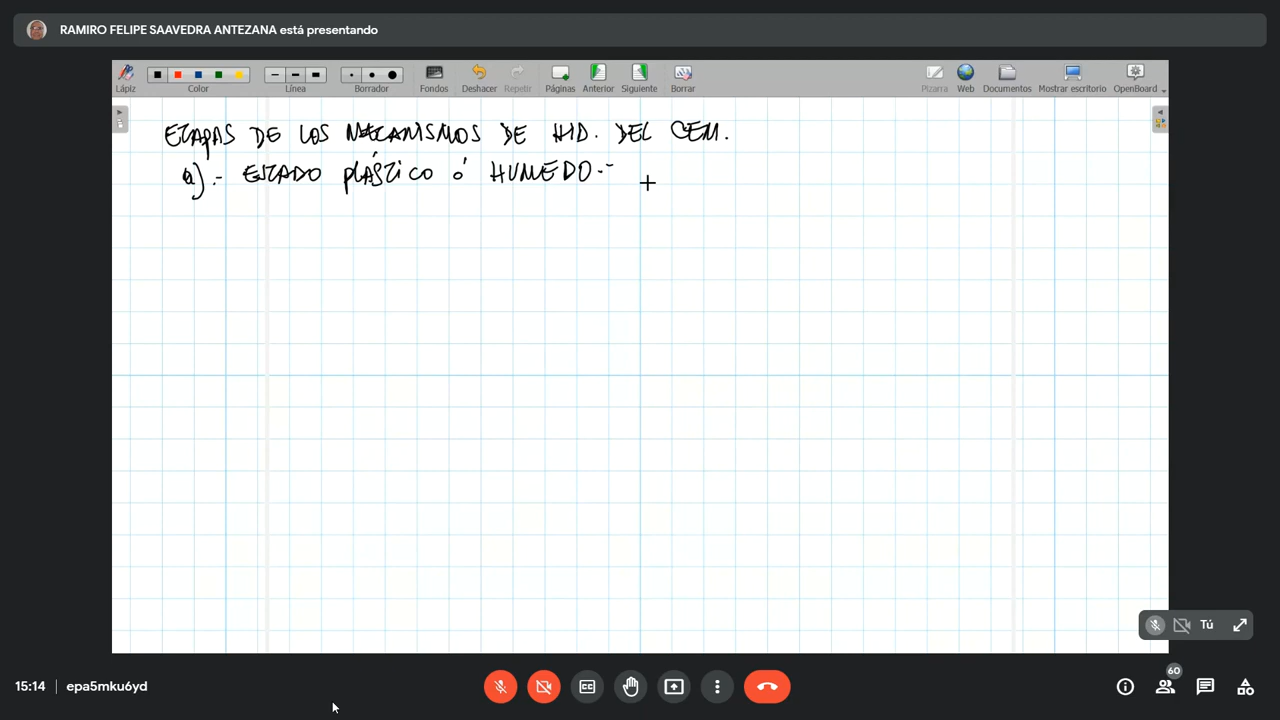 RAMIRO FELIPE SAAVEDRA ANTEZANA está presentando
Lápiz Color Línea Borrador Fondos Deshacer Repetir Páginas Anterior Siguiente Borrar Pizarra Web Documentos Mostrar escritorio OpenBoard
ETAPAS DE LOS MECANISMOS DE HID. DEL CEM.
a).- ESTADO PLÁSTICO ó HUMEDO.-
Tú
15:14 epa5mku6yd
60